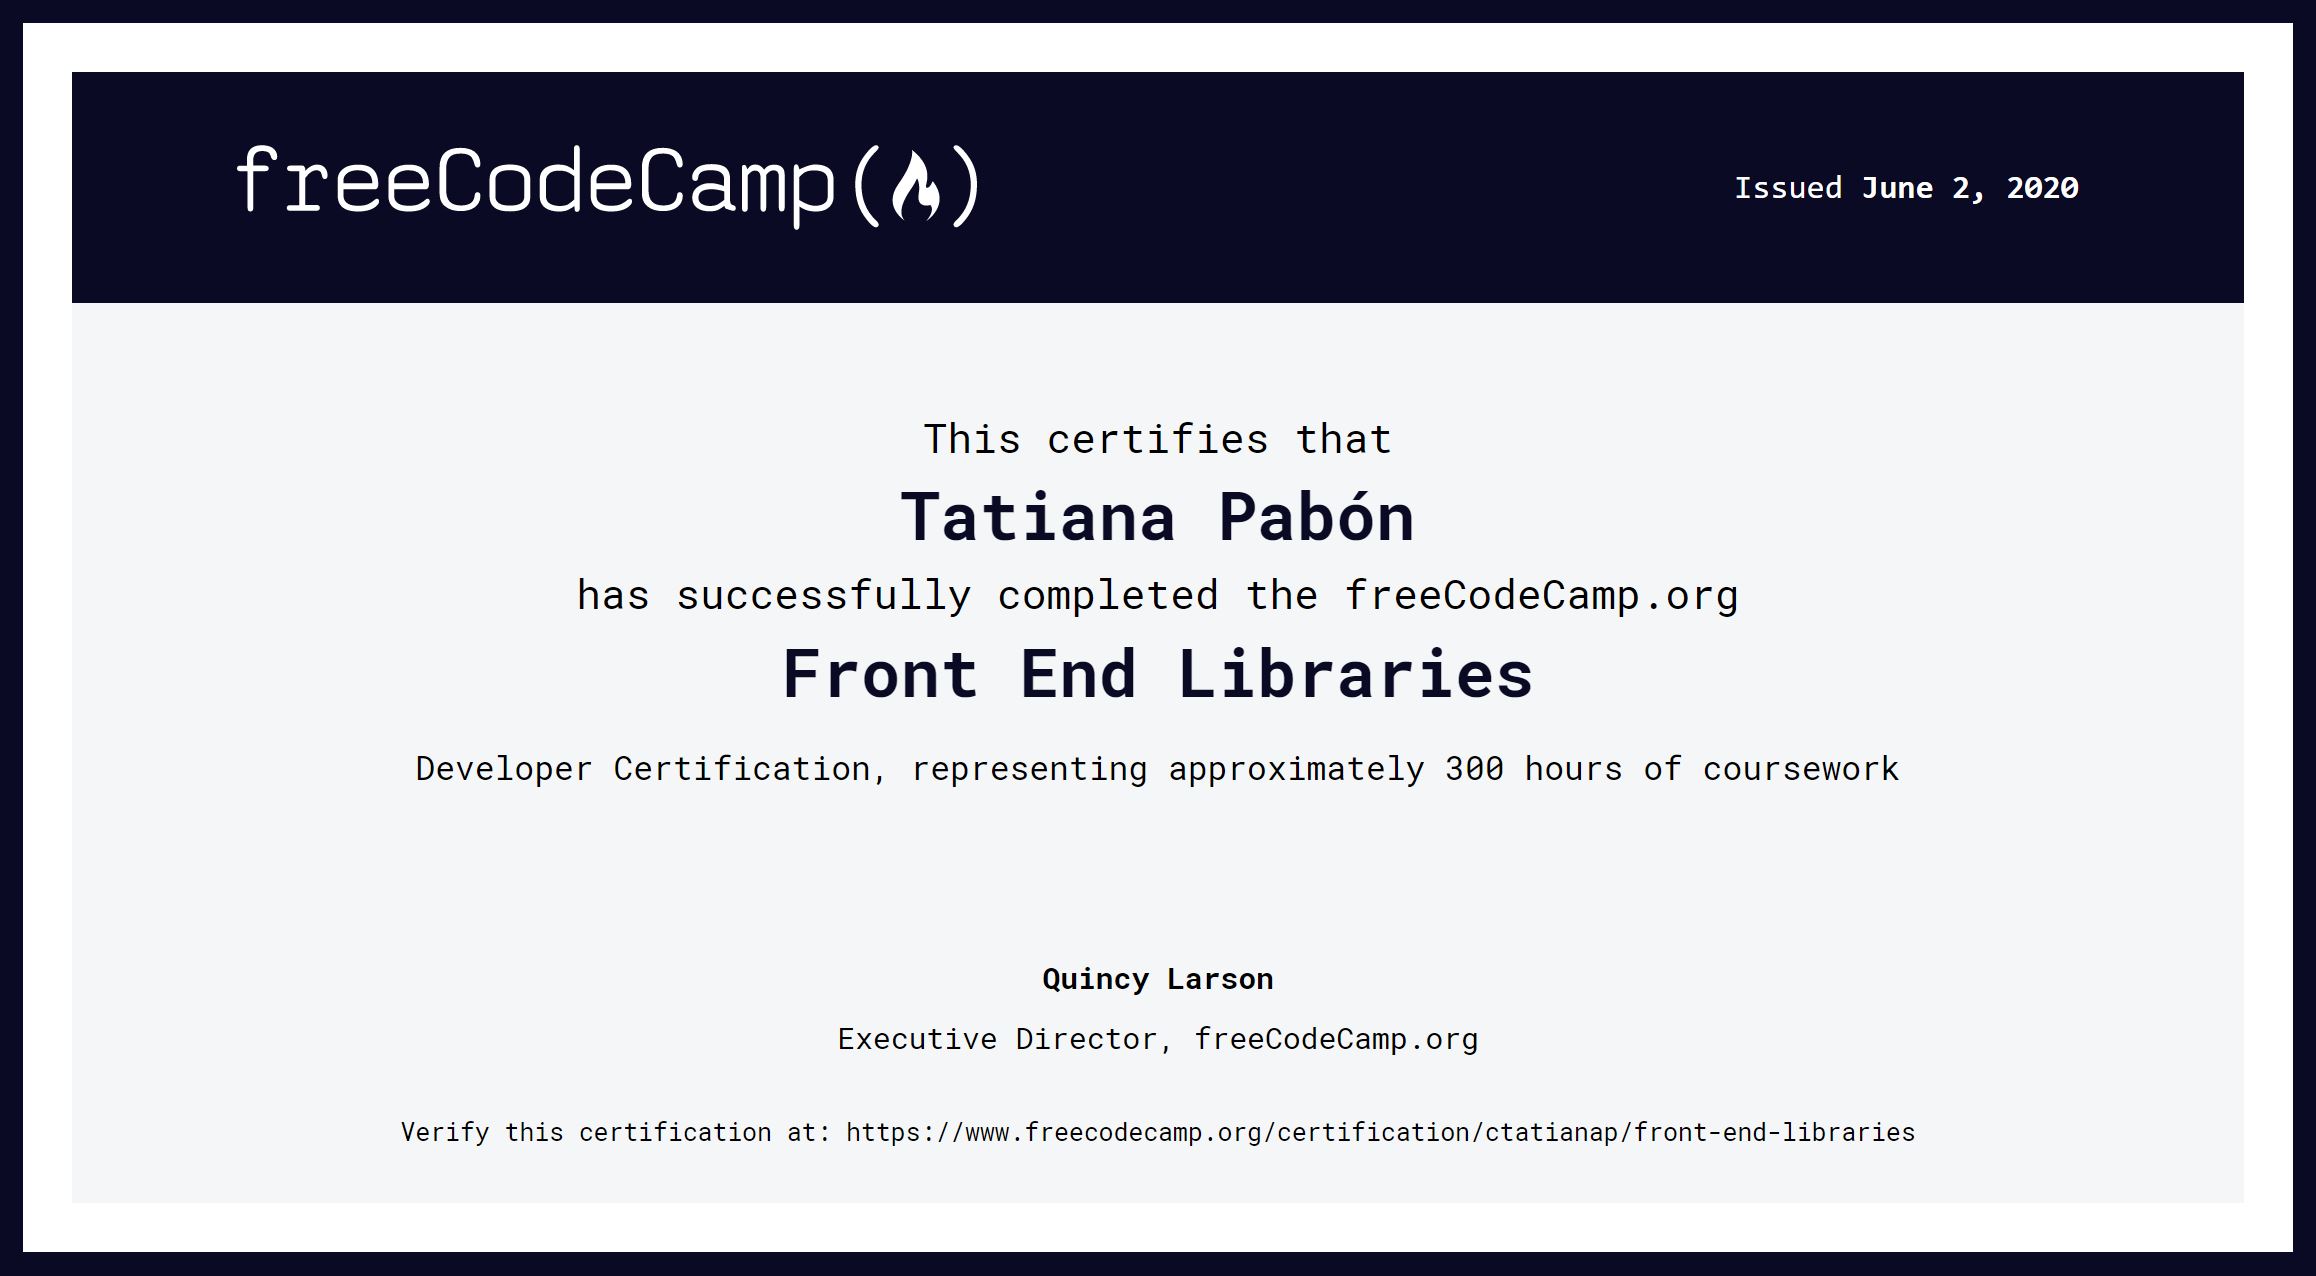 freeCodeCamp()
Issued June 2, 2020
This certifies that
Tatiana Pabón
has successfully completed the freeCodeCamp.org
Front End Libraries
Developer Certification, representing approximately 300 hours of coursework
Quincy Larson
Executive Director, freeCodeCamp.org
Verify this certification at: https://www.freecodecamp.org/certification/ctatianap/front-end-libraries